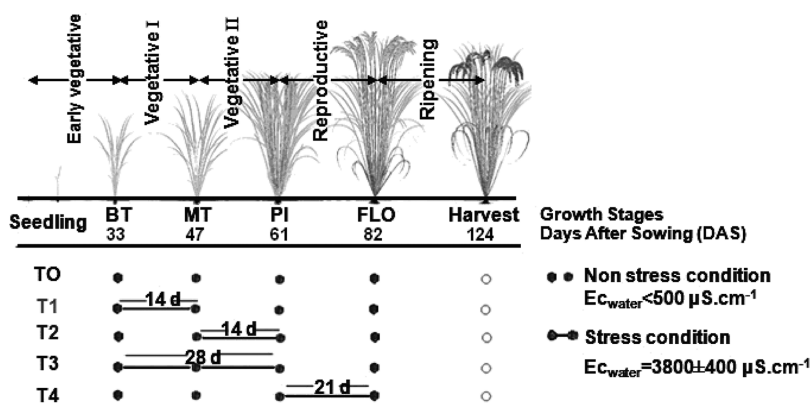 Early vegetative
Vegetative I
Vegetative II
Reproductive
Ripening
Seedling BT MT PI FLO Harvest Growth Stages
33 47 61 82 124 Days After Sowing (DAS)
TO Non stress condition
Ecwater<500 µS.cm-1
T1 14 d
T2 14 d Stress condition
T3 28 d Ecwater=3800±400 µS.cm-1
T4 21 d